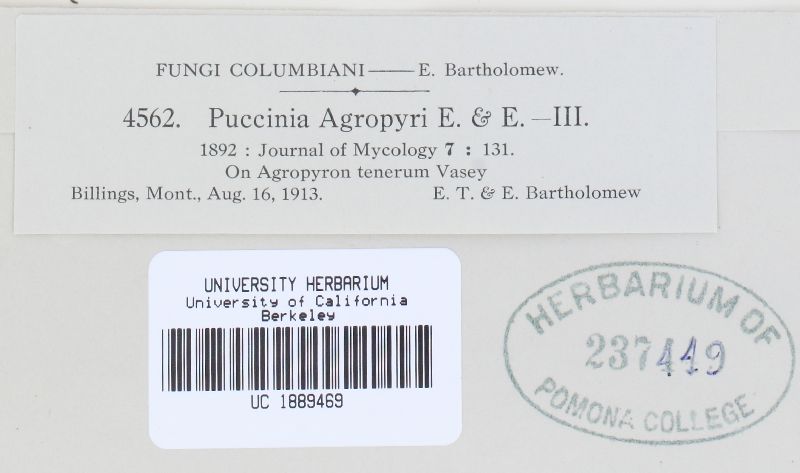 FUNGI COLUMBIANI——E. Bartholomew.
4562. Puccinia Agropyri E. & E.—III.
1892 : Journal of Mycology 7 : 131.
On Agropyron tenerum Vasey
Billings, Mont., Aug. 16, 1913. E. T. & E. Bartholomew
UNIVERSITY HERBARIUM
University of California
Berkeley
UC 1889469
HERBARIUM OF
237449
POMONA COLLEGE